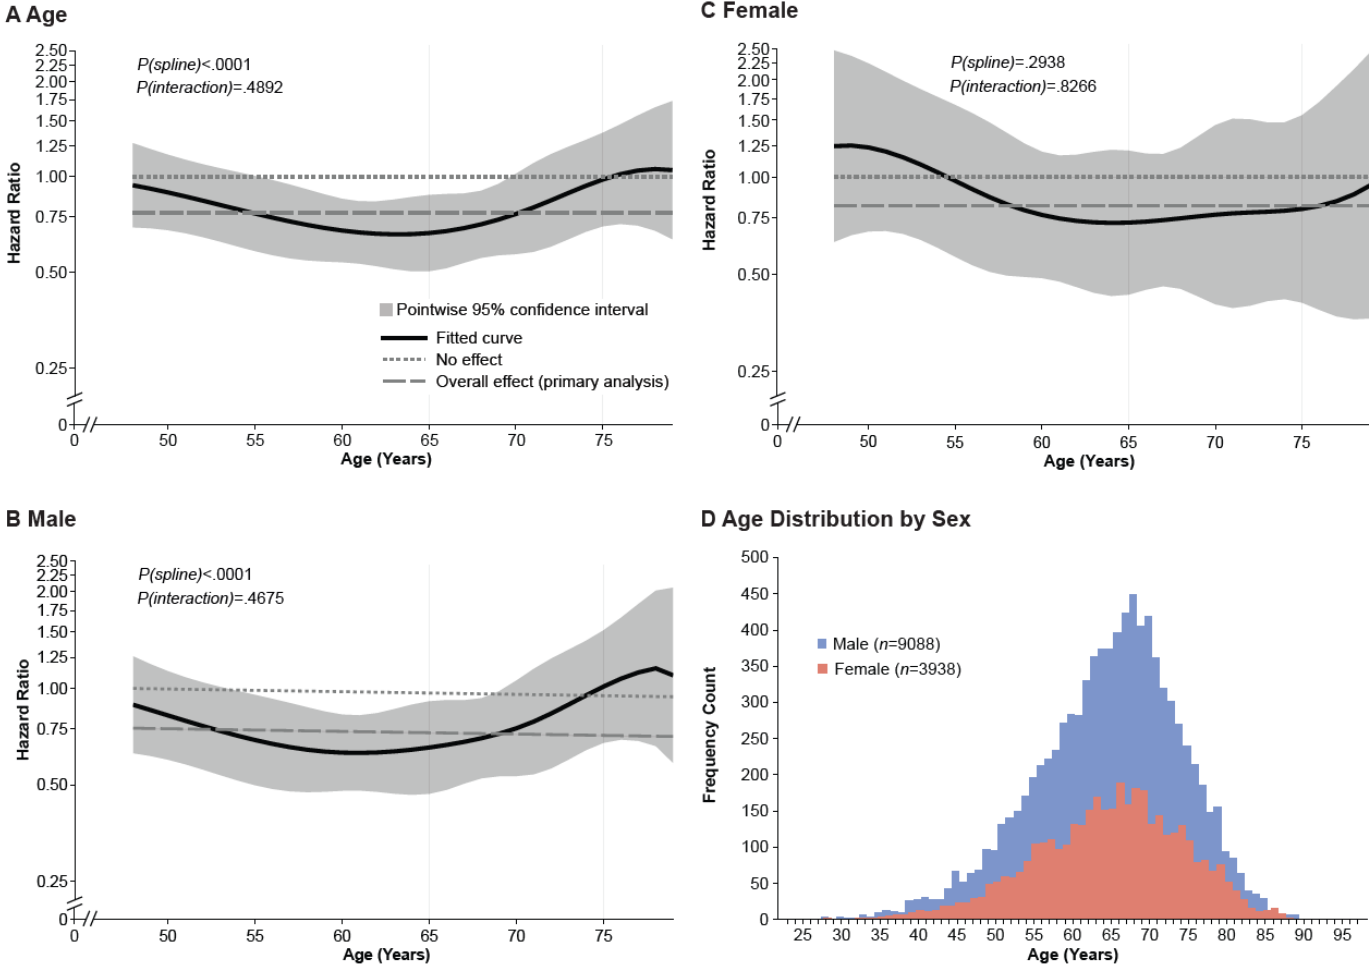 A Age
2.50
2.25
2.00
1.75
1.50
1.25
1.00
0.75
0.50
0.25
0
Hazard Ratio
P(spline)<.0001
P(interaction)=.4892
Pointwise 95% confidence interval
Fitted curve
No effect
Overall effect (primary analysis)
0 50 55 60 65 70 75
Age (Years)
C Female
2.50
2.25
2.00
1.75
1.50
1.25
1.00
0.75
0.50
0.25
0
Hazard Ratio
P(spline)=.2938
P(interaction)=.8266
0 50 55 60 65 70 75
Age (Years)
B Male
2.50
2.25
2.00
1.75
1.50
1.25
1.00
0.75
0.50
0.25
0
Hazard Ratio
P(spline)<.0001
P(interaction)=.4675
0 50 55 60 65 70 75
Age (Years)
D Age Distribution by Sex
500
450
400
350
300
250
200
150
100
50
0
Frequency Count
Male (n=9088)
Female (n=3938)
25 30 35 40 45 50 55 60 65 70 75 80 85 90 95
Age (Years)